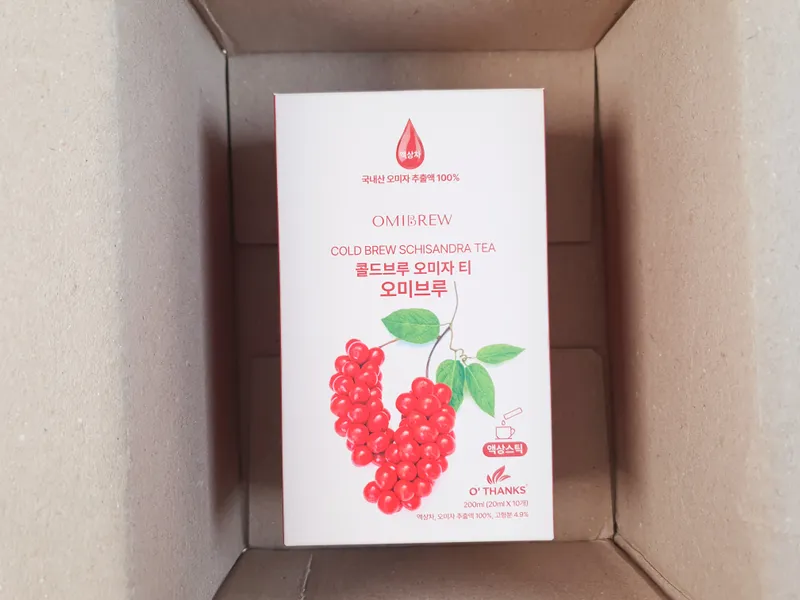 액상차
국내산 오미자 추출액 100%
OMIBREW
COLD BREW SCHISANDRA TEA
콜드브루 오미자 티
오미브루
액상스틱
O' THANKS
200ml (20ml X 10개)
액상차, 오미자 추출액 100%, 고형분 4.9%